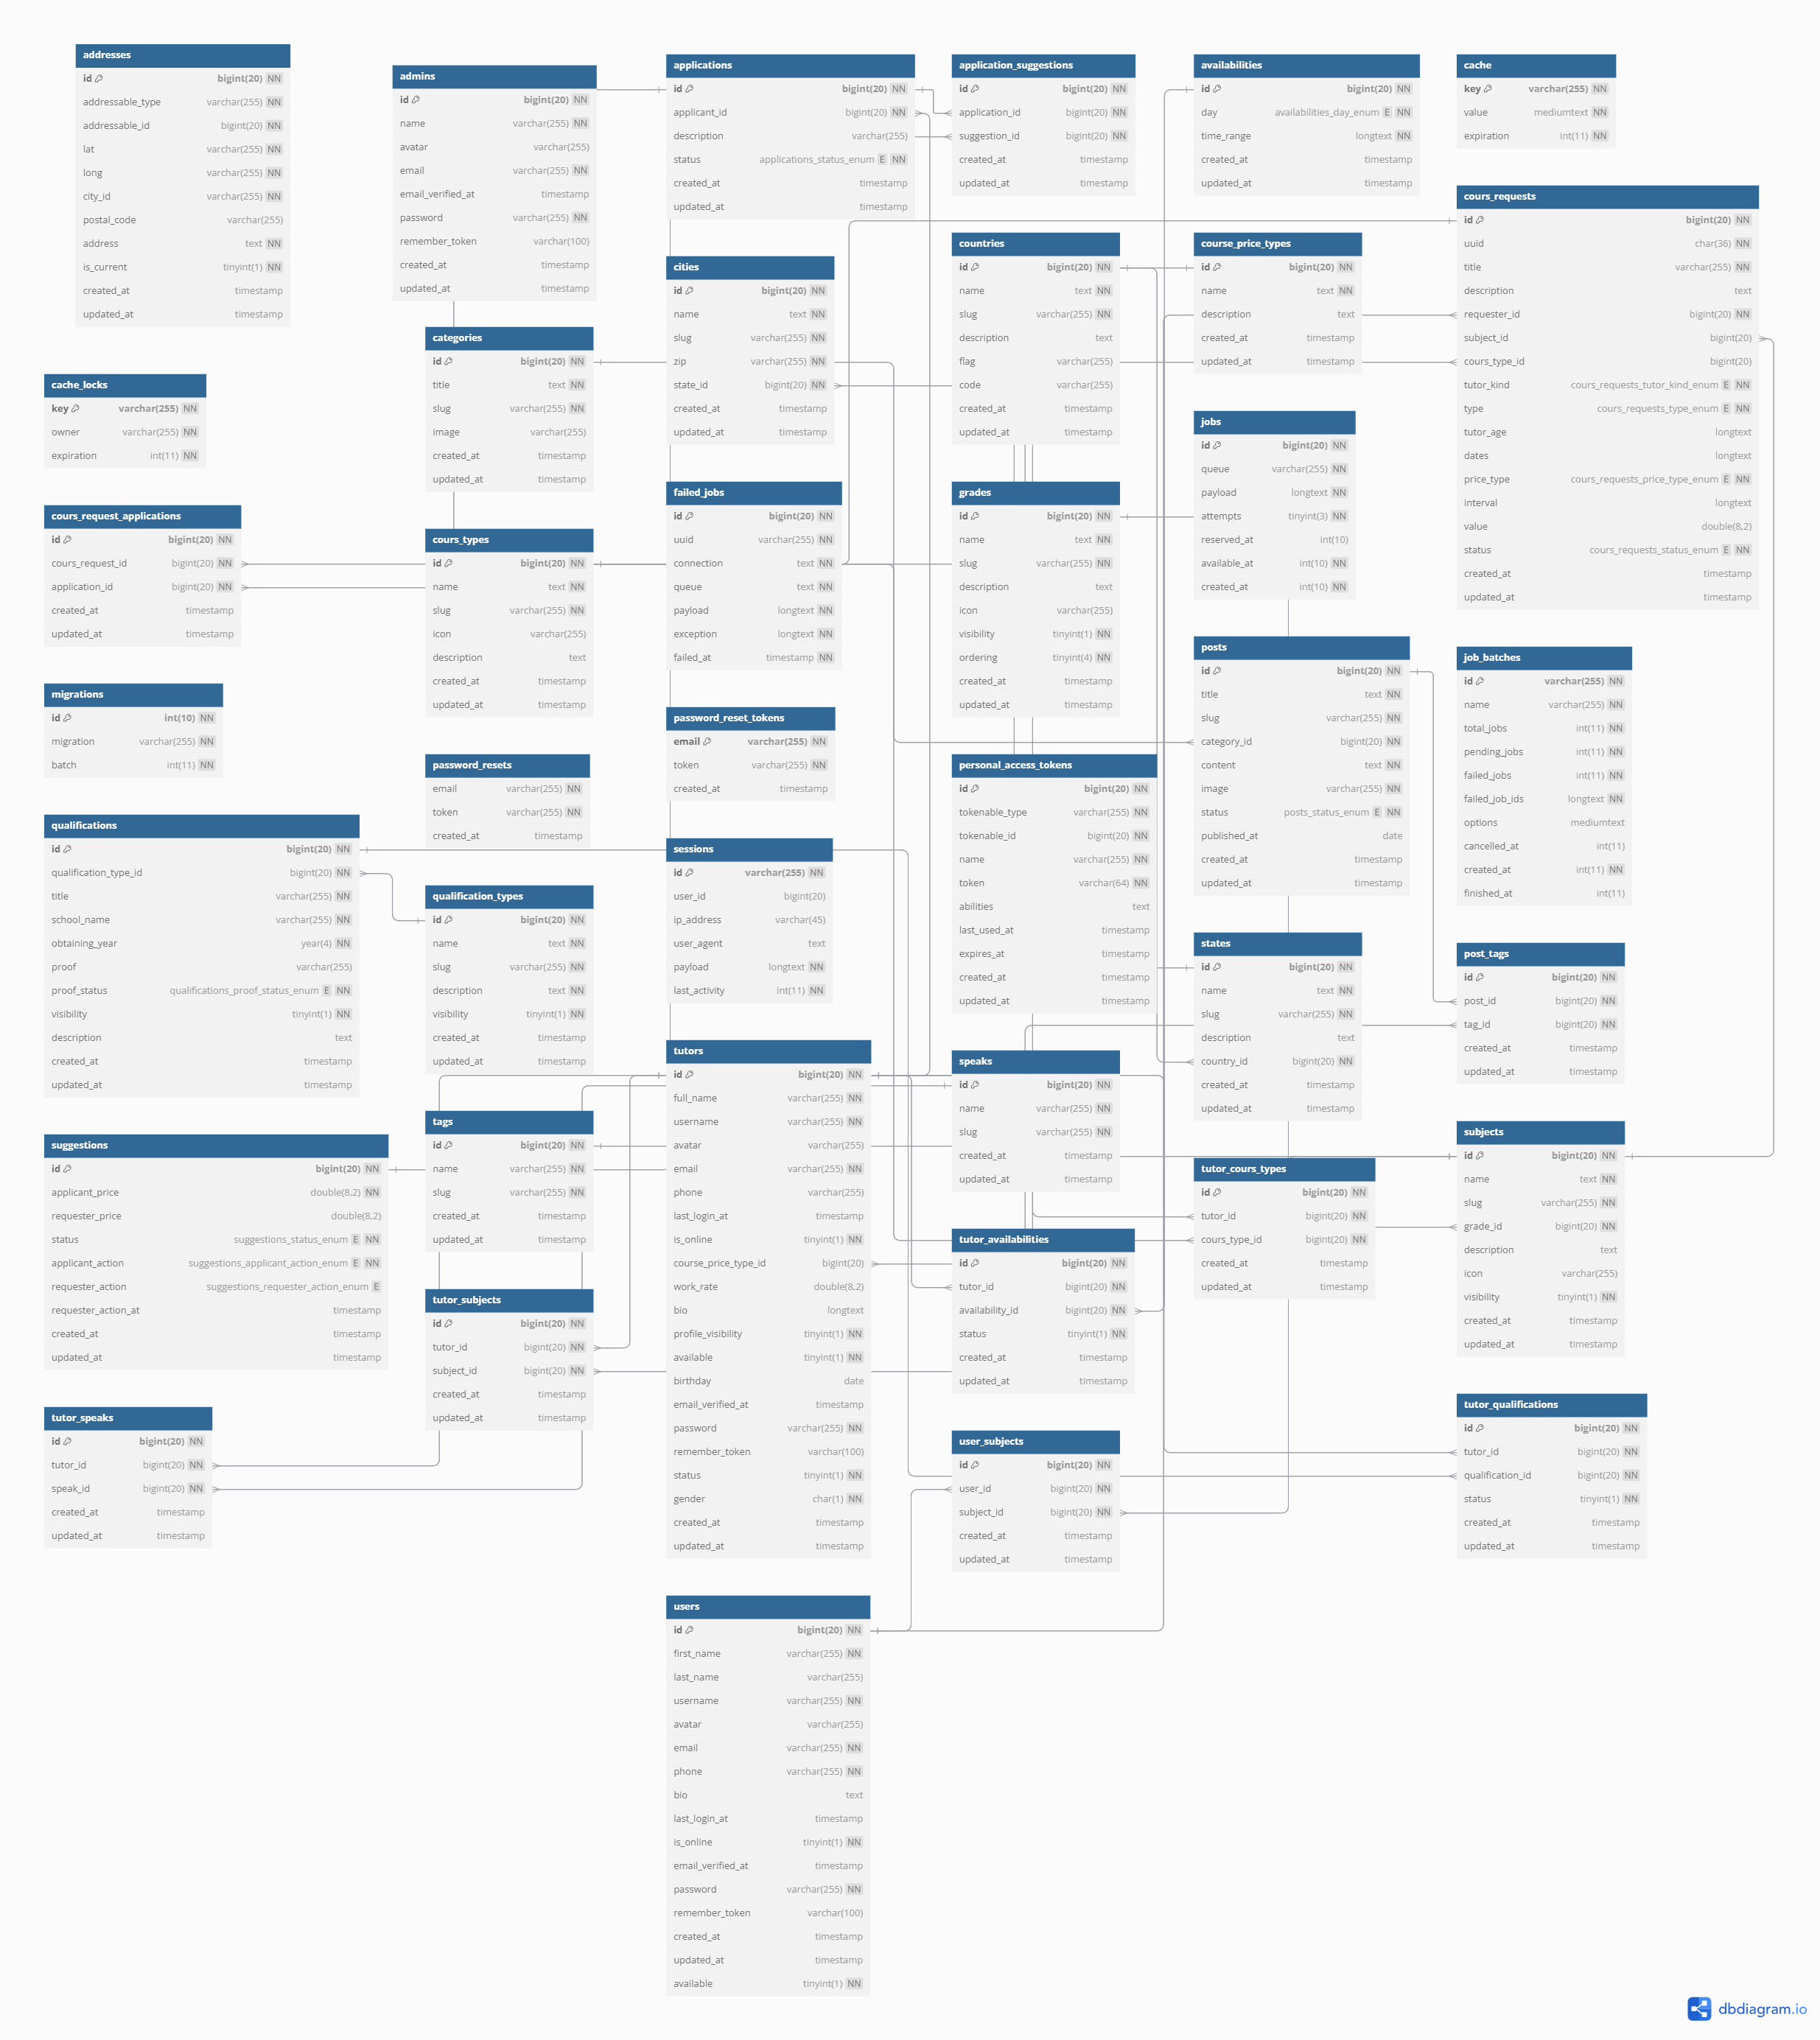 addresses
id bigint(20) NN
addressable_type varchar(255) NN
addressable_id bigint(20) NN
lat varchar(255) NN
long varchar(255) NN
city_id varchar(255) NN
postal_code varchar(255)
address text NN
is_current tinyint(1) NN
created_at timestamp
updated_at timestamp
admins
id bigint(20) NN
name varchar(255) NN
avatar varchar(255)
email varchar(255) NN
email_verified_at timestamp
password varchar(255) NN
remember_token varchar(100)
created_at timestamp
updated_at timestamp
applications
id bigint(20) NN
applicant_id bigint(20) NN
description varchar(255)
status applications_status_enum E NN
created_at timestamp
updated_at timestamp
application_suggestions
id bigint(20) NN
application_id bigint(20) NN
suggestion_id bigint(20) NN
created_at timestamp
updated_at timestamp
availabilities
id bigint(20) NN
day availabilities_day_enum E NN
time_range longtext NN
created_at timestamp
updated_at timestamp
cache
key varchar(255) NN
value mediumtext NN
expiration int(11) NN
cours_requests
id bigint(20) NN
uuid char(36) NN
title varchar(255) NN
description text
requester_id bigint(20) NN
subject_id bigint(20)
cours_type_id bigint(20)
tutor_kind cours_requests_tutor_kind_enum E NN
type cours_requests_type_enum E NN
tutor_age longtext
dates longtext
price_type cours_requests_price_type_enum E NN
interval longtext
value double(8,2)
status cours_requests_status_enum E NN
created_at timestamp
updated_at timestamp
cities
id bigint(20) NN
name text NN
slug varchar(255) NN
zip varchar(255) NN
state_id bigint(20) NN
created_at timestamp
updated_at timestamp
countries
id bigint(20) NN
name text NN
slug varchar(255) NN
description text
flag varchar(255)
code varchar(255)
created_at timestamp
updated_at timestamp
course_price_types
id bigint(20) NN
name text NN
description text
created_at timestamp
updated_at timestamp
categories
id bigint(20) NN
title text NN
slug varchar(255) NN
image varchar(255)
created_at timestamp
updated_at timestamp
cache_locks
key varchar(255) NN
owner varchar(255) NN
expiration int(11) NN
jobs
id bigint(20) NN
queue varchar(255) NN
payload longtext NN
attempts tinyint(3) NN
reserved_at int(10)
available_at int(10) NN
created_at int(10) NN
cours_request_applications
id bigint(20) NN
cours_request_id bigint(20) NN
application_id bigint(20) NN
created_at timestamp
updated_at timestamp
cours_types
id bigint(20) NN
name text NN
slug varchar(255) NN
icon varchar(255)
description text
created_at timestamp
updated_at timestamp
failed_jobs
id bigint(20) NN
uuid varchar(255) NN
connection text NN
queue text NN
payload longtext NN
exception longtext NN
failed_at timestamp NN
grades
id bigint(20) NN
name text NN
slug varchar(255) NN
description text
icon varchar(255)
visibility tinyint(1) NN
ordering tinyint(4) NN
created_at timestamp
updated_at timestamp
posts
id bigint(20) NN
title text NN
slug varchar(255) NN
category_id bigint(20) NN
content text NN
image varchar(255) NN
status posts_status_enum E NN
published_at date
created_at timestamp
updated_at timestamp
job_batches
id varchar(255) NN
name varchar(255) NN
total_jobs int(11) NN
pending_jobs int(11) NN
failed_jobs int(11) NN
failed_job_ids longtext NN
options mediumtext
cancelled_at int(11)
created_at int(11) NN
finished_at int(11)
migrations
id int(10) NN
migration varchar(255) NN
batch int(11) NN
password_resets
email varchar(255) NN
token varchar(255) NN
created_at timestamp
password_reset_tokens
email varchar(255) NN
token varchar(255) NN
created_at timestamp
personal_access_tokens
id bigint(20) NN
tokenable_type varchar(255) NN
tokenable_id bigint(20) NN
name varchar(255) NN
token varchar(64) NN
abilities text
last_used_at timestamp
expires_at timestamp
created_at timestamp
updated_at timestamp
qualifications
id bigint(20) NN
qualification_type_id bigint(20) NN
title varchar(255) NN
school_name varchar(255) NN
obtaining_year year(4) NN
proof varchar(255)
proof_status qualifications_proof_status_enum E NN
visibility tinyint(1) NN
description text
created_at timestamp
updated_at timestamp
qualification_types
id bigint(20) NN
name text NN
slug varchar(255) NN
description text NN
visibility tinyint(1) NN
created_at timestamp
updated_at timestamp
sessions
id varchar(255) NN
user_id bigint(20)
ip_address varchar(45)
user_agent text
payload longtext NN
last_activity int(11) NN
states
id bigint(20) NN
name text NN
slug varchar(255) NN
description text
country_id bigint(20) NN
created_at timestamp
updated_at timestamp
post_tags
id bigint(20) NN
post_id bigint(20) NN
tag_id bigint(20) NN
created_at timestamp
updated_at timestamp
tutors
id bigint(20) NN
full_name varchar(255) NN
username varchar(255) NN
avatar varchar(255)
email varchar(255) NN
phone varchar(255)
last_login_at timestamp
is_online tinyint(1) NN
course_price_type_id bigint(20)
work_rate double(8,2)
bio longtext
profile_visibility tinyint(1) NN
available tinyint(1) NN
birthday date
email_verified_at timestamp
password varchar(255) NN
remember_token varchar(100)
status tinyint(1) NN
gender char(1) NN
created_at timestamp
updated_at timestamp
speaks
id bigint(20) NN
name varchar(255) NN
slug varchar(255) NN
created_at timestamp
updated_at timestamp
tags
id bigint(20) NN
name varchar(255) NN
slug varchar(255) NN
created_at timestamp
updated_at timestamp
suggestions
id bigint(20) NN
applicant_price double(8,2) NN
requester_price double(8,2)
status suggestions_status_enum E NN
applicant_action suggestions_applicant_action_enum E NN
requester_action suggestions_requester_action_enum E
requester_action_at timestamp
created_at timestamp
updated_at timestamp
subjects
id bigint(20) NN
name text NN
slug varchar(255) NN
grade_id bigint(20) NN
description text
icon varchar(255)
visibility tinyint(1) NN
created_at timestamp
updated_at timestamp
tutor_cours_types
id bigint(20) NN
tutor_id bigint(20) NN
cours_type_id bigint(20) NN
created_at timestamp
updated_at timestamp
tutor_availabilities
id bigint(20) NN
tutor_id bigint(20) NN
availability_id bigint(20) NN
status tinyint(1) NN
created_at timestamp
updated_at timestamp
tutor_subjects
id bigint(20) NN
tutor_id bigint(20) NN
subject_id bigint(20) NN
created_at timestamp
updated_at timestamp
tutor_speaks
id bigint(20) NN
tutor_id bigint(20) NN
speak_id bigint(20) NN
created_at timestamp
updated_at timestamp
user_subjects
id bigint(20) NN
user_id bigint(20) NN
subject_id bigint(20) NN
created_at timestamp
updated_at timestamp
tutor_qualifications
id bigint(20) NN
tutor_id bigint(20) NN
qualification_id bigint(20) NN
status tinyint(1) NN
created_at timestamp
updated_at timestamp
users
id bigint(20) NN
first_name varchar(255) NN
last_name varchar(255)
username varchar(255) NN
avatar varchar(255)
email varchar(255) NN
phone varchar(255) NN
bio text
last_login_at timestamp
is_online tinyint(1) NN
email_verified_at timestamp
password varchar(255) NN
remember_token varchar(100)
created_at timestamp
updated_at timestamp
available tinyint(1) NN
dbdiagram.io